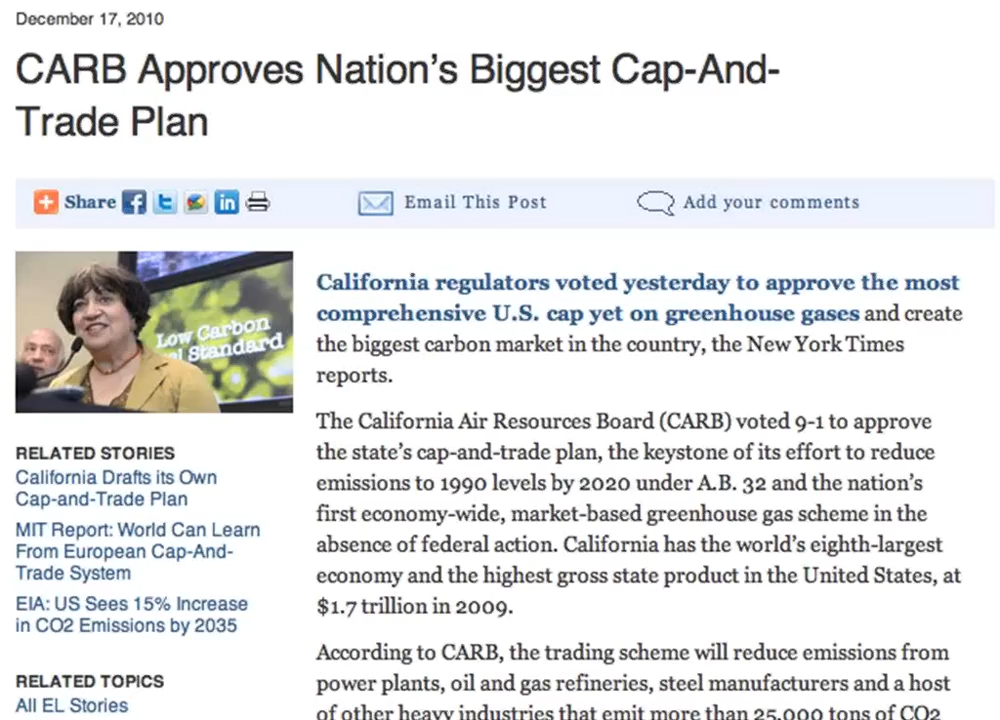 December 17, 2010
CARB Approves Nation's Biggest Cap-And-
Trade Plan
Share
Email This Post
Add your comments
Low Carbon
el Standard
California regulators voted yesterday to approve the most
comprehensive U.S. cap yet on greenhouse gases and create
the biggest carbon market in the country, the New York Times
reports.
The California Air Resources Board (CARB) voted 9-1 to approve
the state's cap-and-trade plan, the keystone of its effort to reduce
emissions to 1990 levels by 2020 under A.B. 32 and the nation's
first economy-wide, market-based greenhouse gas scheme in the
absence of federal action. California has the world's eighth-largest
economy and the highest gross state product in the United States, at
$1.7 trillion in 2009.
According to CARB, the trading scheme will reduce emissions from
power plants, oil and gas refineries, steel manufacturers and a host
of other heavy industries that emit more than 25,000 tons of CO2
RELATED STORIES
California Drafts its Own
Cap-and-Trade Plan
MIT Report: World Can Learn
From European Cap-And-
Trade System
EIA: US Sees 15% Increase
in CO2 Emissions by 2035
RELATED TOPICS
All EL Stories